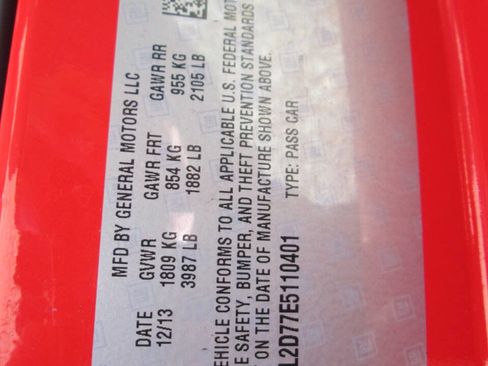 MFD BY GENERAL MOTORS LLC
DATE GVWR GAWR FRT GAWR RR
12/13 1809 KG 854 KG 955 KG
3987 LB 1882 LB 2105 LB
VEHICLE CONFORMS TO ALL APPLICABLE U.S. FEDERAL MOTOR
E SAFETY, BUMPER, AND THEFT PREVENTION STANDARDS
ON THE DATE OF MANUFACTURE SHOWN ABOVE.
L2D77E5110401 TYPE: PASS CAR